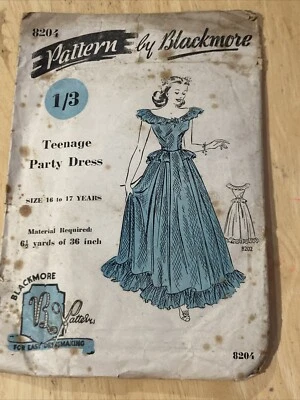 8204
Pattern by Blackmore
1/3
Teenage
Party Dress
SIZE 16 to 17 YEARS
Material Required:
6½ yards of 36 inch
BLACKMORE
Patterns
FOR EASY DRESSMAKING
8204